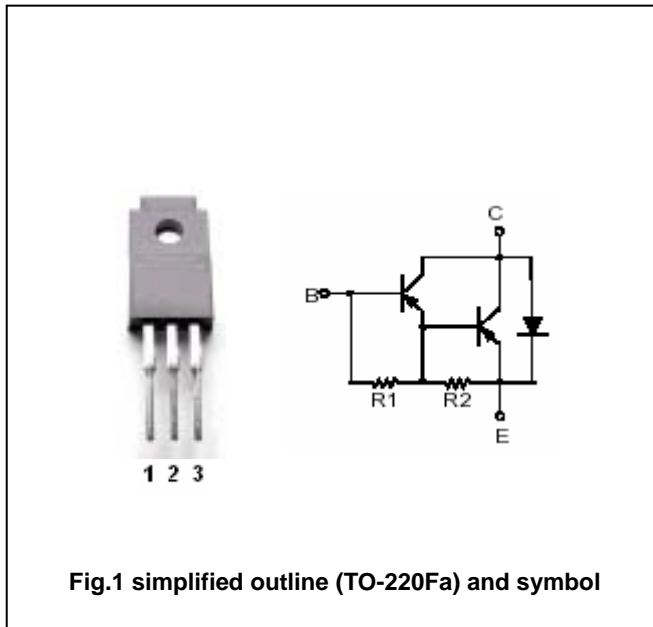 C
B
R1 R2
E
1 2 3
Fig.1 simplified outline (TO-220Fa) and symbol